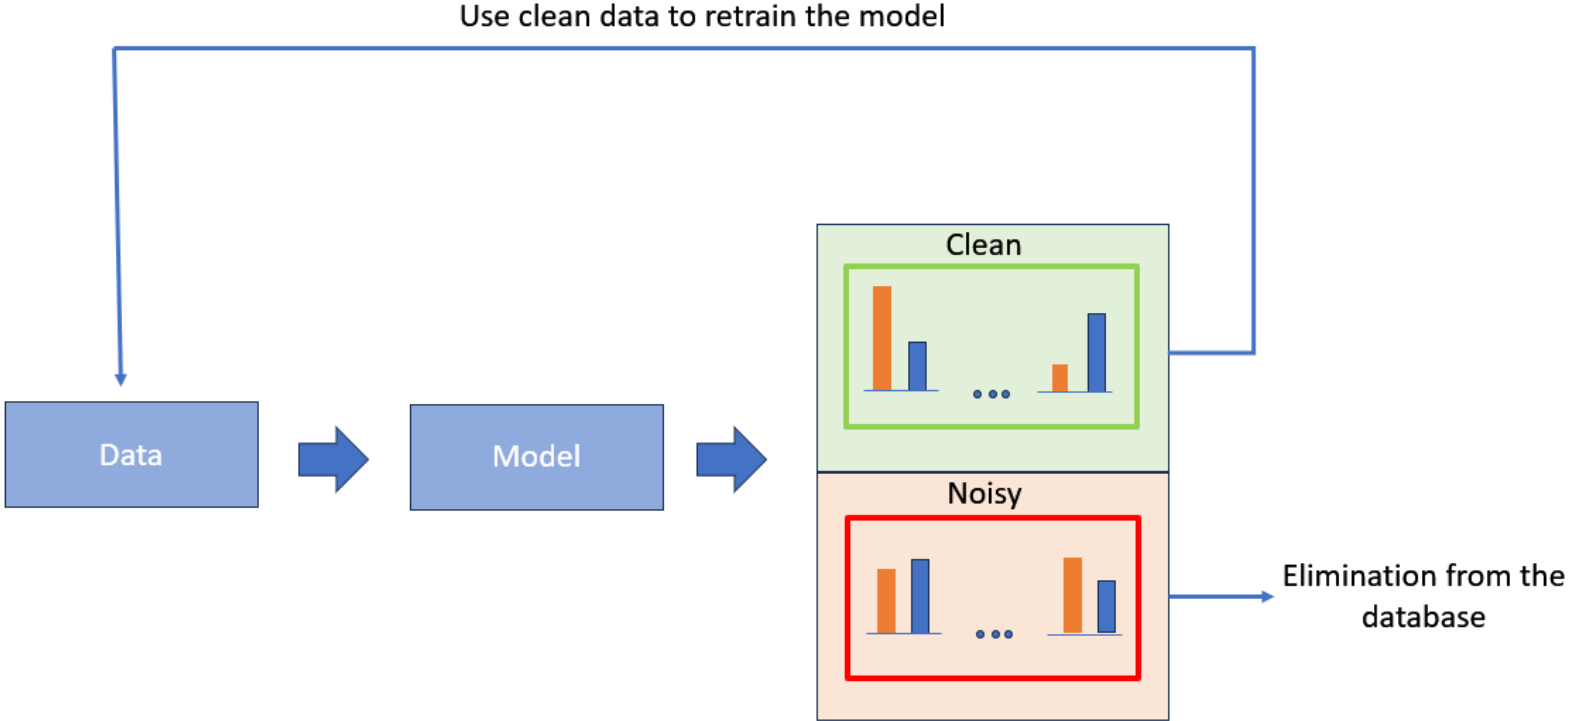 Use clean data to retrain the model
Clean
Data
Model
Noisy
Elimination from the
database